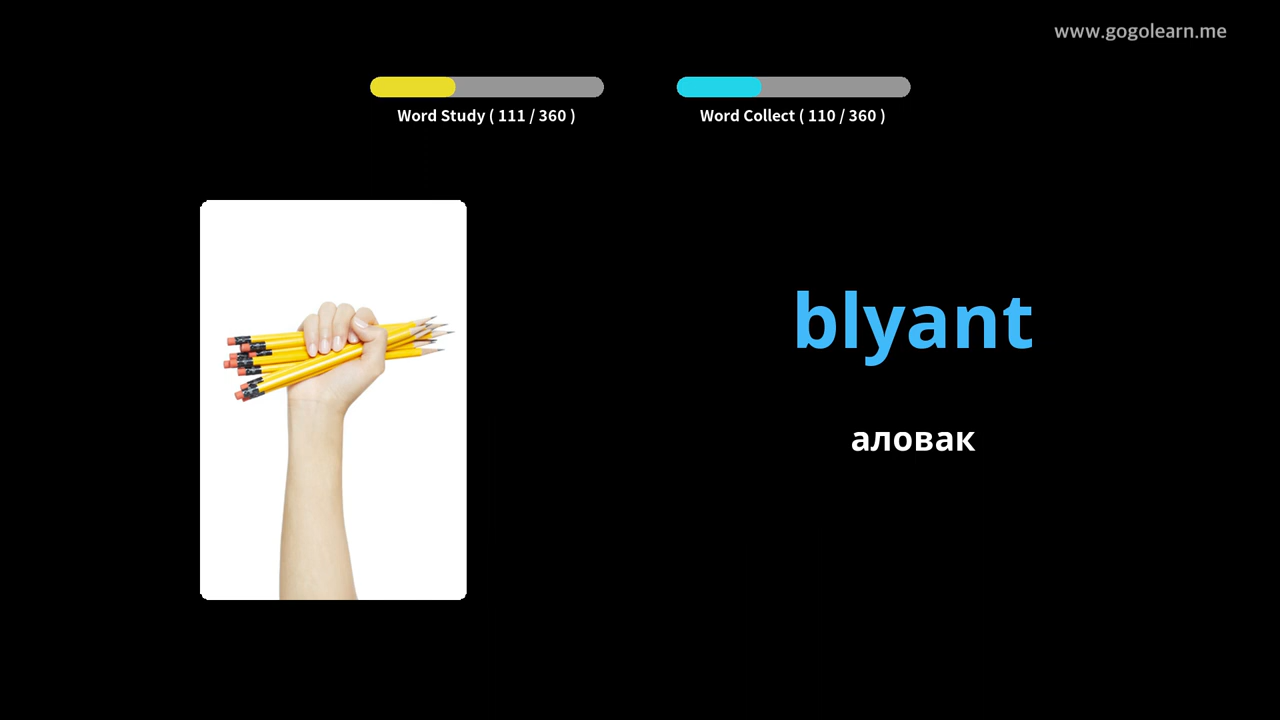 www.gogolearn.me
Word Study ( 111 / 360 )
Word Collect ( 110 / 360 )
blyant
аловак